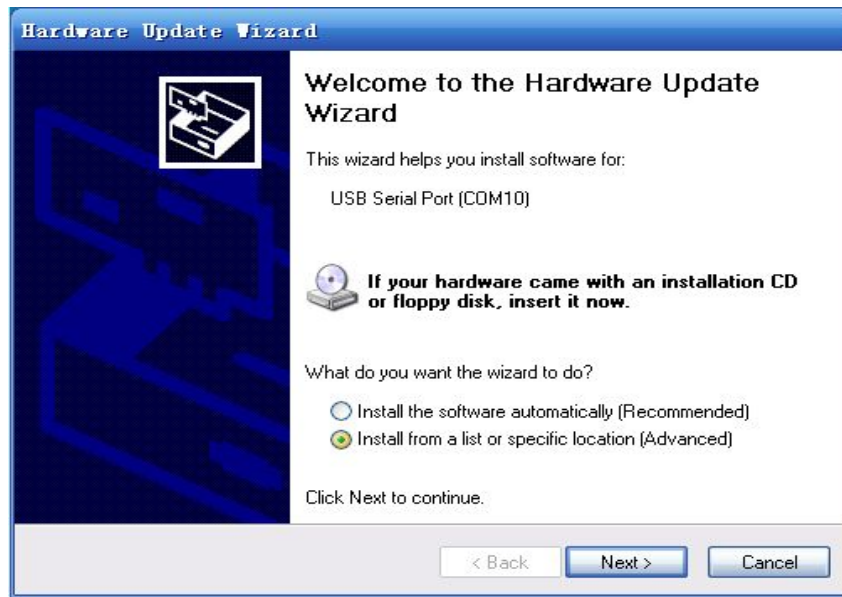 Hardware Update Wizard
Welcome to the Hardware Update
Wizard
This wizard helps you install software for:
USB Serial Port (COM10)
If your hardware came with an installation CD
or floppy disk, insert it now.
What do you want the wizard to do?
Install the software automatically (Recommended)
Install from a list or specific location (Advanced)
Click Next to continue.
< Back Next > Cancel